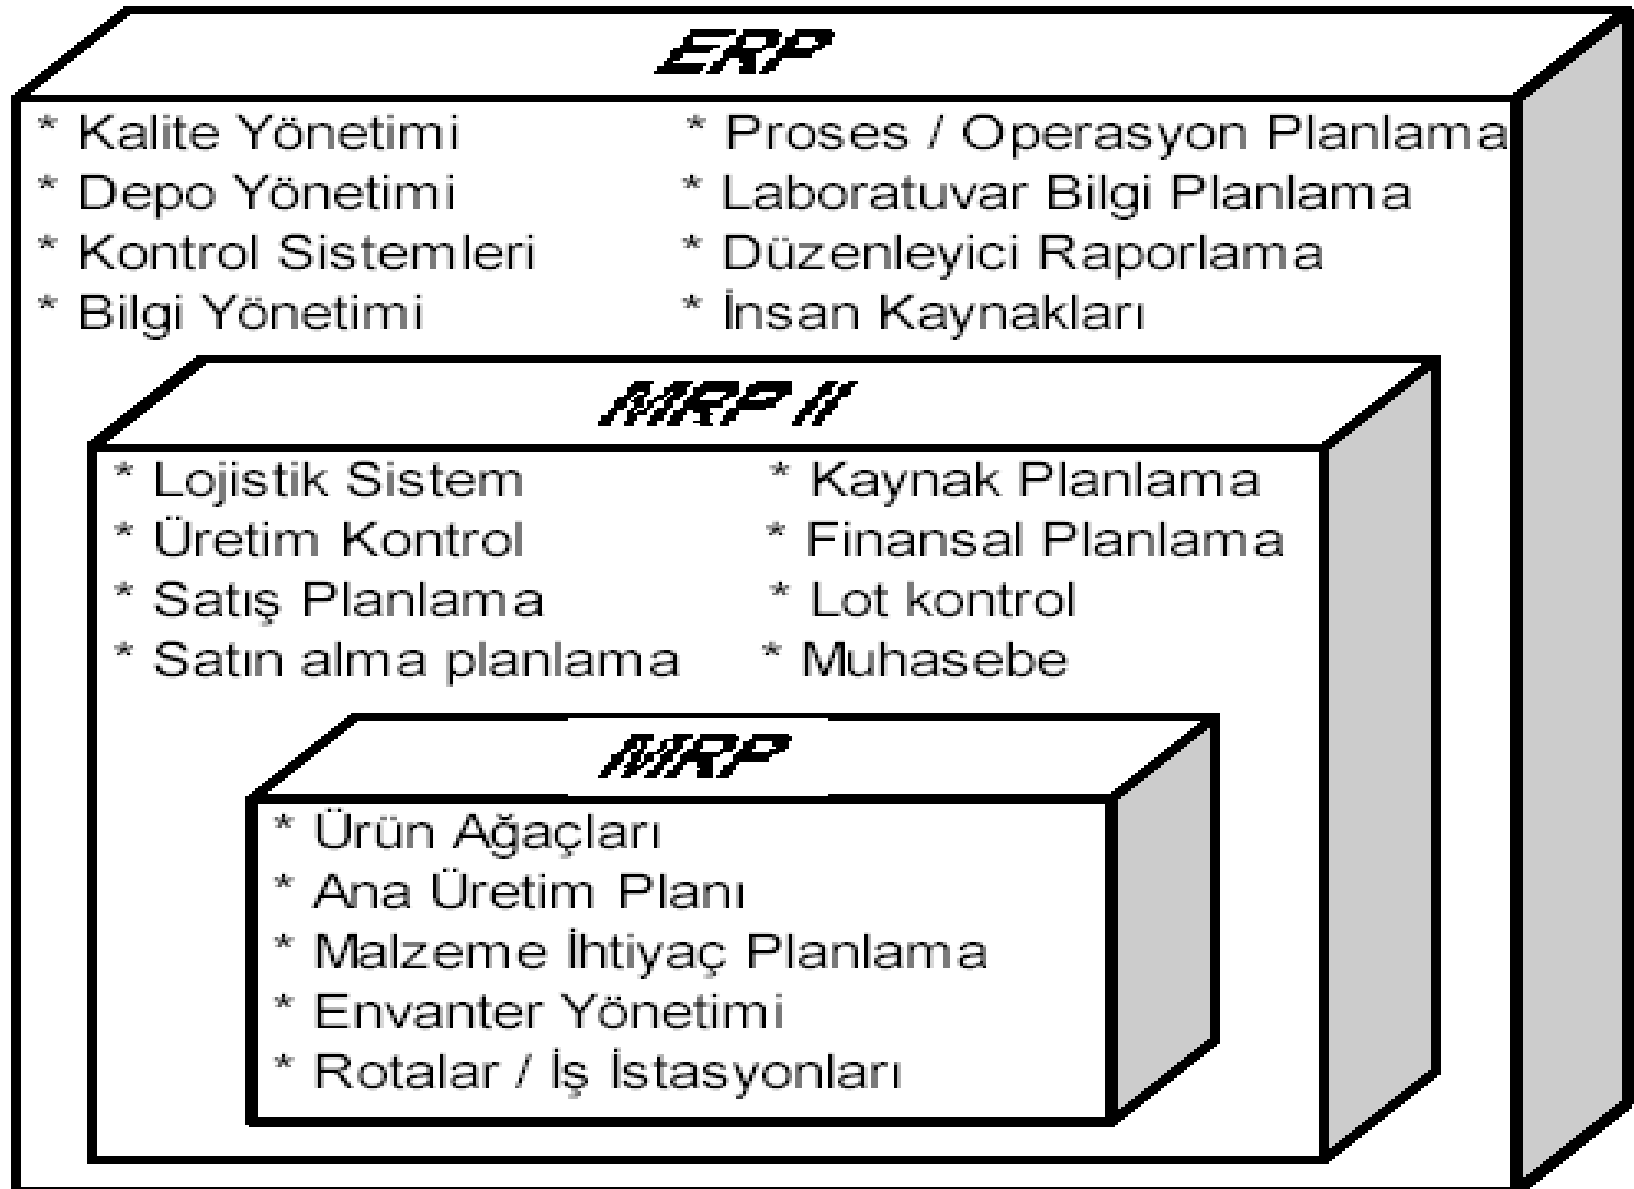 ERP
* Kalite Yönetimi
* Depo Yönetimi
* Kontrol Sistemleri
* Bilgi Yönetimi
* Proses / Operasyon Planlama
* Laboratuvar Bilgi Planlama
* Düzenleyici Raporlama
* İnsan Kaynakları
MRP II
* Lojistik Sistem
* Üretim Kontrol
* Satış Planlama
* Satın alma planlama
* Kaynak Planlama
* Finansal Planlama
* Lot kontrol
* Muhasebe
MRP
* Ürün Ağaçları
* Ana Üretim Planı
* Malzeme İhtiyaç Planlama
* Envanter Yönetimi
* Rotalar / İş İstasyonları